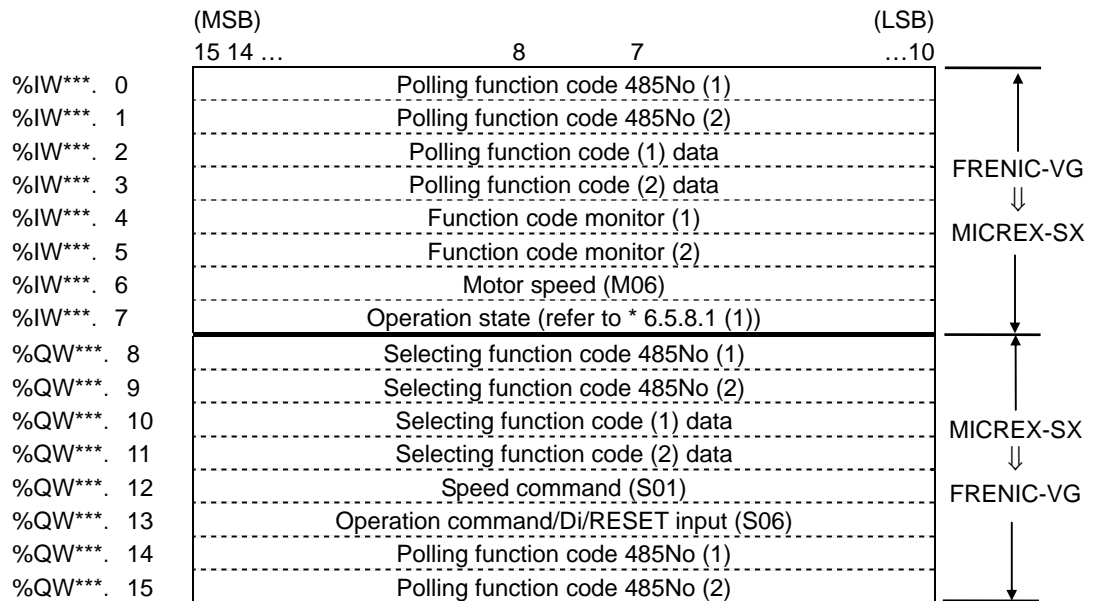 (MSB) (LSB)
15 14 … 8 7 …10
%IW***. 0 Polling function code 485No (1)
%IW***. 1 Polling function code 485No (2)
%IW***. 2 Polling function code (1) data
%IW***. 3 Polling function code (2) data
%IW***. 4 Function code monitor (1)
%IW***. 5 Function code monitor (2)
%IW***. 6 Motor speed (M06)
%IW***. 7 Operation state (refer to * 6.5.8.1 (1))
FRENIC-VG
⇓
MICREX-SX
%QW***. 8 Selecting function code 485No (1)
%QW***. 9 Selecting function code 485No (2)
%QW***. 10 Selecting function code (1) data
%QW***. 11 Selecting function code (2) data
%QW***. 12 Speed command (S01)
%QW***. 13 Operation command/Di/RESET input (S06)
%QW***. 14 Polling function code 485No (1)
%QW***. 15 Polling function code 485No (2)
MICREX-SX
⇓
FRENIC-VG